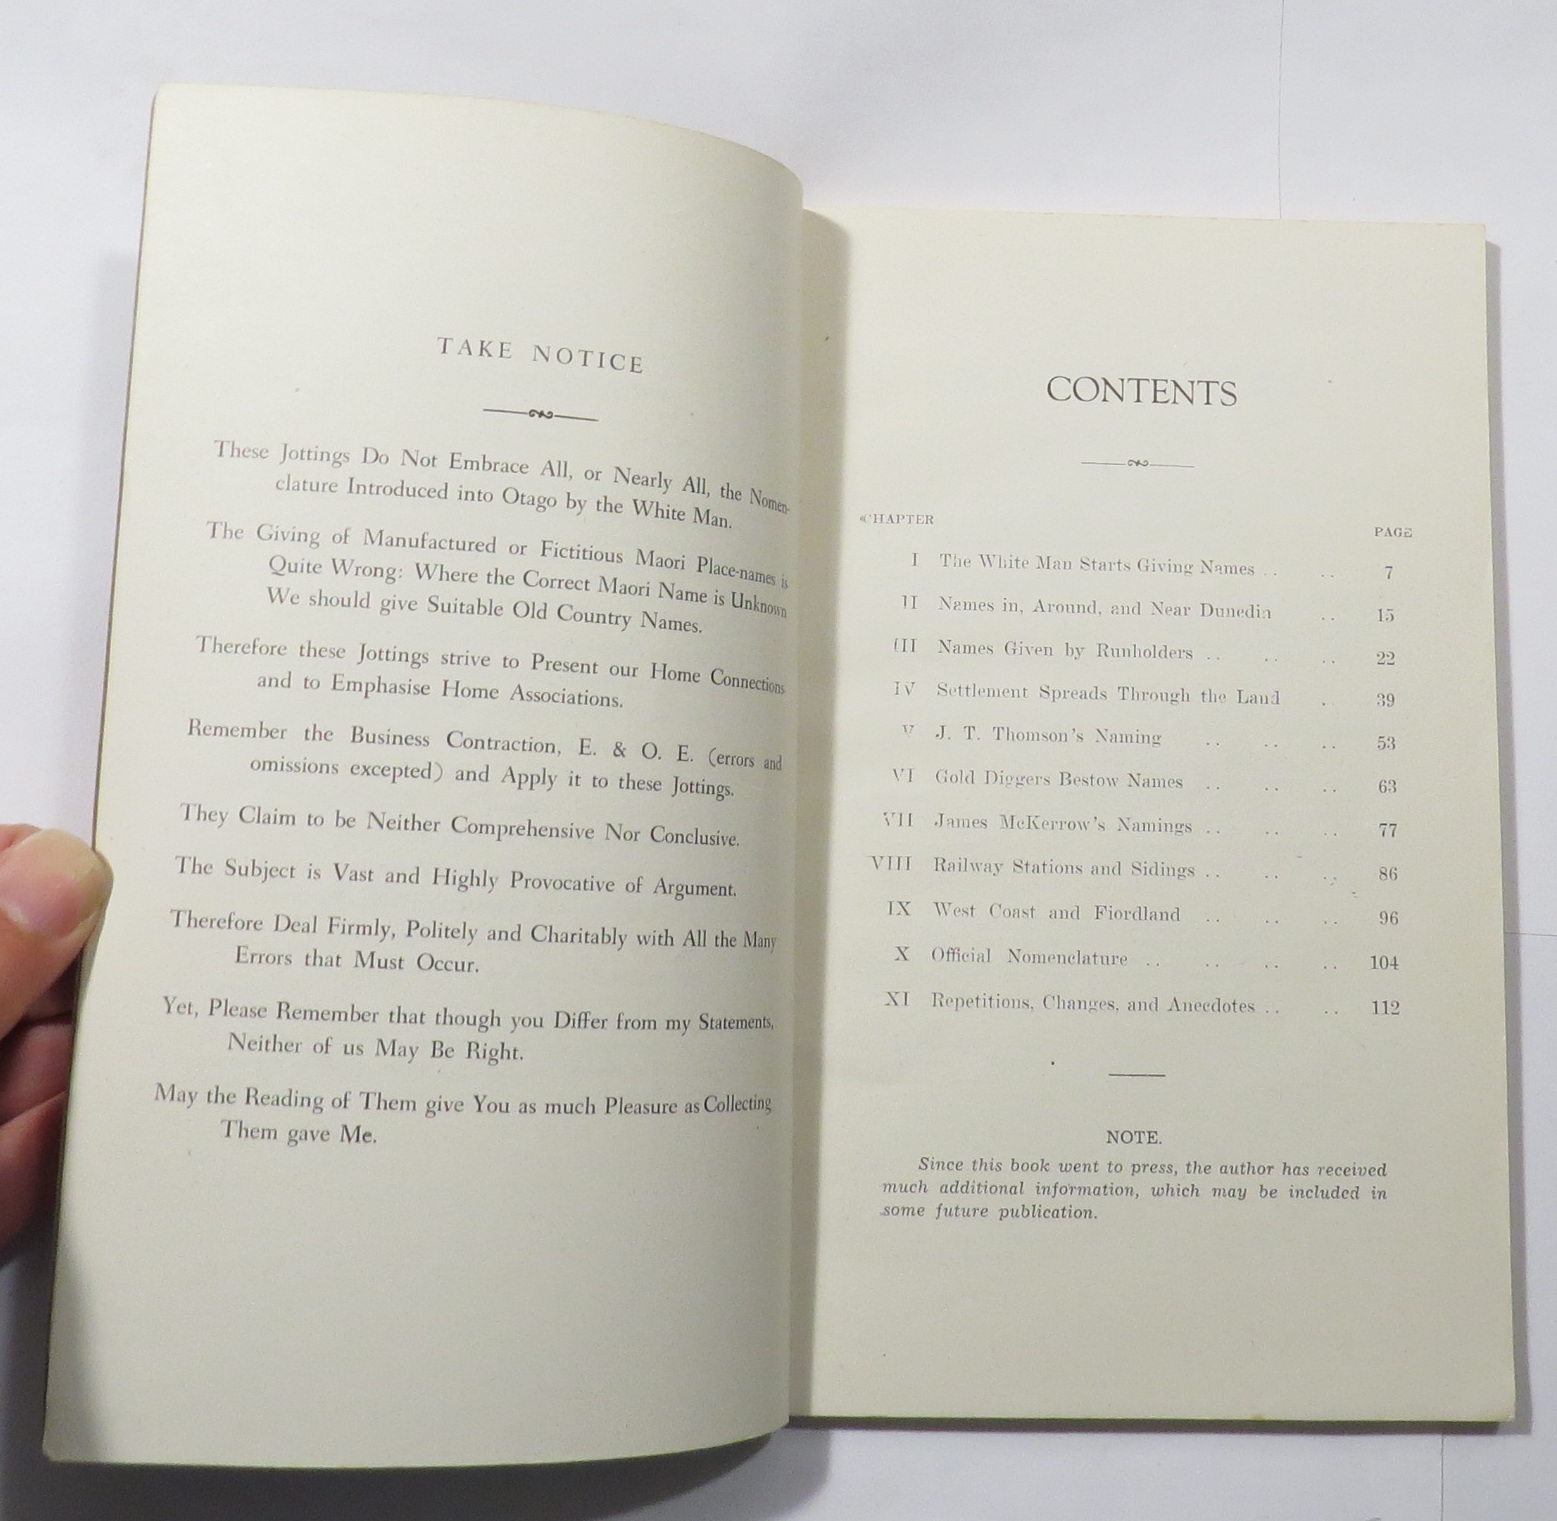 TAKE NOTICE
These Jottings Do Not Embrace All, or Nearly All, the Nomen-
clature Introduced into Otago by the White Man.
The Giving of Manufactured or Fictitious Maori Place-names is
Quite Wrong: Where the Correct Maori Name is Unknown
We should give Suitable Old Country Names.
Therefore these Jottings strive to Present our Home Connections
and to Emphasise Home Associations.
Remember the Business Contraction, E. & O. E. (errors and
omissions excepted) and Apply it to these Jottings.
They Claim to be Neither Comprehensive Nor Conclusive.
The Subject is Vast and Highly Provocative of Argument.
Therefore Deal Firmly, Politely and Charitably with All the Many
Errors that Must Occur.
Yet, Please Remember that though you Differ from my Statements,
Neither of us May Be Right.
May the Reading of Them give You as much Pleasure as Collecting
Them gave Me.
CONTENTS
CHAPTER PAGE
I The White Man Starts Giving Names .. .. 7
II Names in, Around, and Near Dunedin .. 15
III Names Given by Runholders .. .. .. 22
IV Settlement Spreads Through the Land . 39
V J. T. Thomson's Naming .. .. .. 53
VI Gold Diggers Bestow Names .. .. .. 63
VII James McKerrow's Namings .. .. .. 77
VIII Railway Stations and Sidings .. .. .. 86
IX West Coast and Fiordland .. .. .. 96
X Official Nomenclature .. .. .. .. 104
XI Repetitions, Changes, and Anecdotes .. .. 112
NOTE.
Since this book went to press, the author has received
much additional information, which may be included in
some future publication.